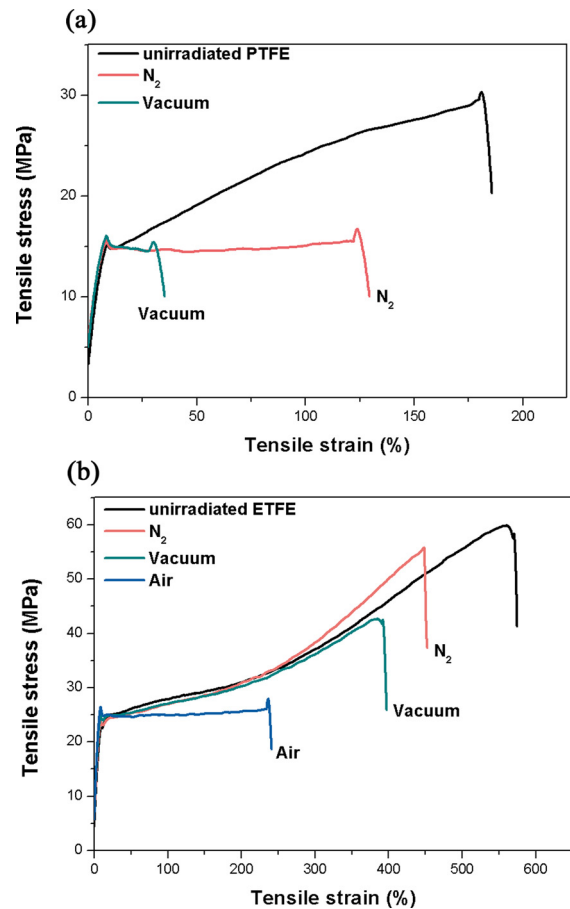 (a)
unirradiated PTFE
N2
Vacuum
30
20
10
0
Tensile stress (MPa)
Vacuum
N2
0 50 100 150 200
Tensile strain (%)
(b)
unirradiated ETFE
N2
Vacuum
Air
60
50
40
30
20
10
0
Tensile stress (MPa)
N2
Vacuum
Air
0 100 200 300 400 500 600
Tensile strain (%)